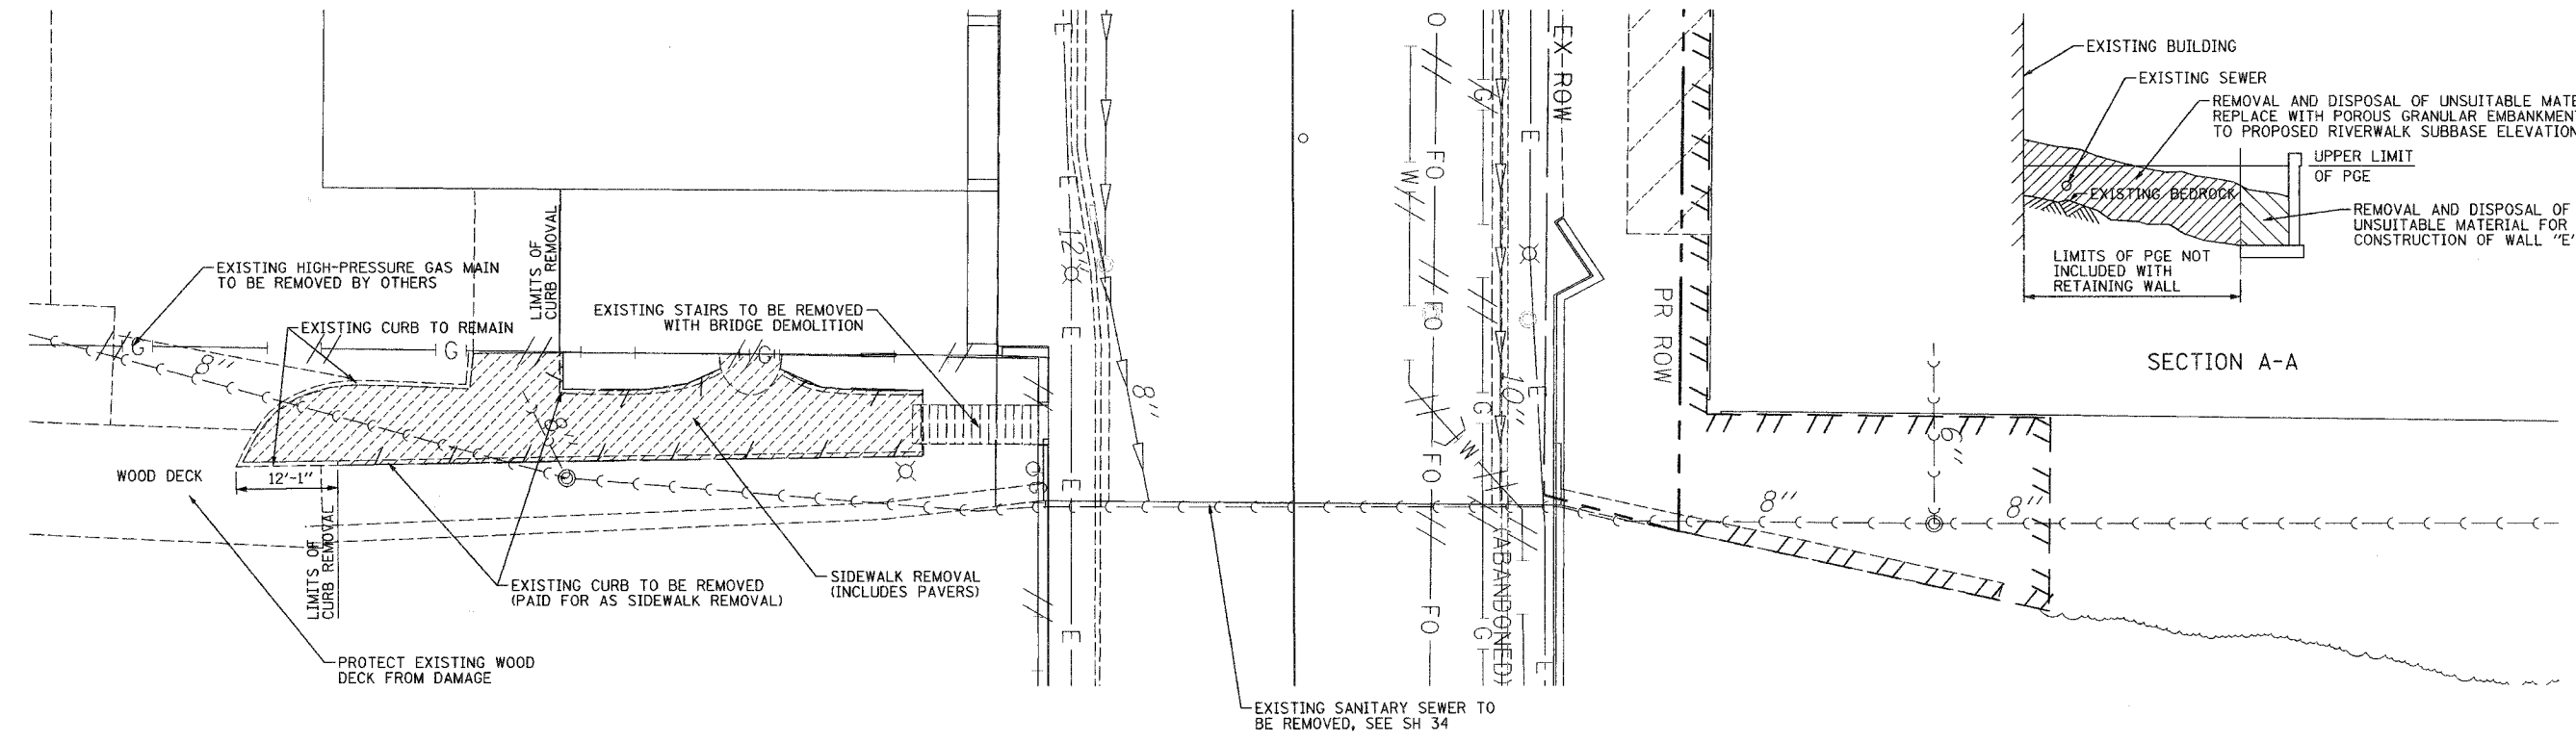 EXISTING HIGH-PRESSURE GAS MAIN
TO BE REMOVED BY OTHERS
EXISTING CURB TO REMAIN
LIMITS OF
CURB REMOVAL
EXISTING STAIRS TO BE REMOVED
WITH BRIDGE DEMOLITION
G
G
G
8"
8"
WOOD DECK
12'-1"
LIMITS OF
CURB REMOVAL
EXISTING CURB TO BE REMOVED
(PAID FOR AS SIDEWALK REMOVAL)
SIDEWALK REMOVAL
(INCLUDES PAVERS)
PROTECT EXISTING WOOD
DECK FROM DAMAGE
E
E
12"
E
E
E
E
8"
EXISTING SANITARY SEWER TO
BE REMOVED, SEE SH 34
O
FO
FO
FO
FO
FO
W
W
G
G
G
10"
ABANDONED
E
E
E
EX ROW
PR ROW
8"
6"
8"
EXISTING BUILDING
EXISTING SEWER
REMOVAL AND DISPOSAL OF UNSUITABLE MATE
REPLACE WITH POROUS GRANULAR EMBANKMENT
TO PROPOSED RIVERWALK SUBBASE ELEVATION
UPPER LIMIT
OF PGE
EXISTING BEDROCK
REMOVAL AND DISPOSAL OF
UNSUITABLE MATERIAL FOR
CONSTRUCTION OF WALL "E"
LIMITS OF PGE NOT
INCLUDED WITH
RETAINING WALL
SECTION A-A